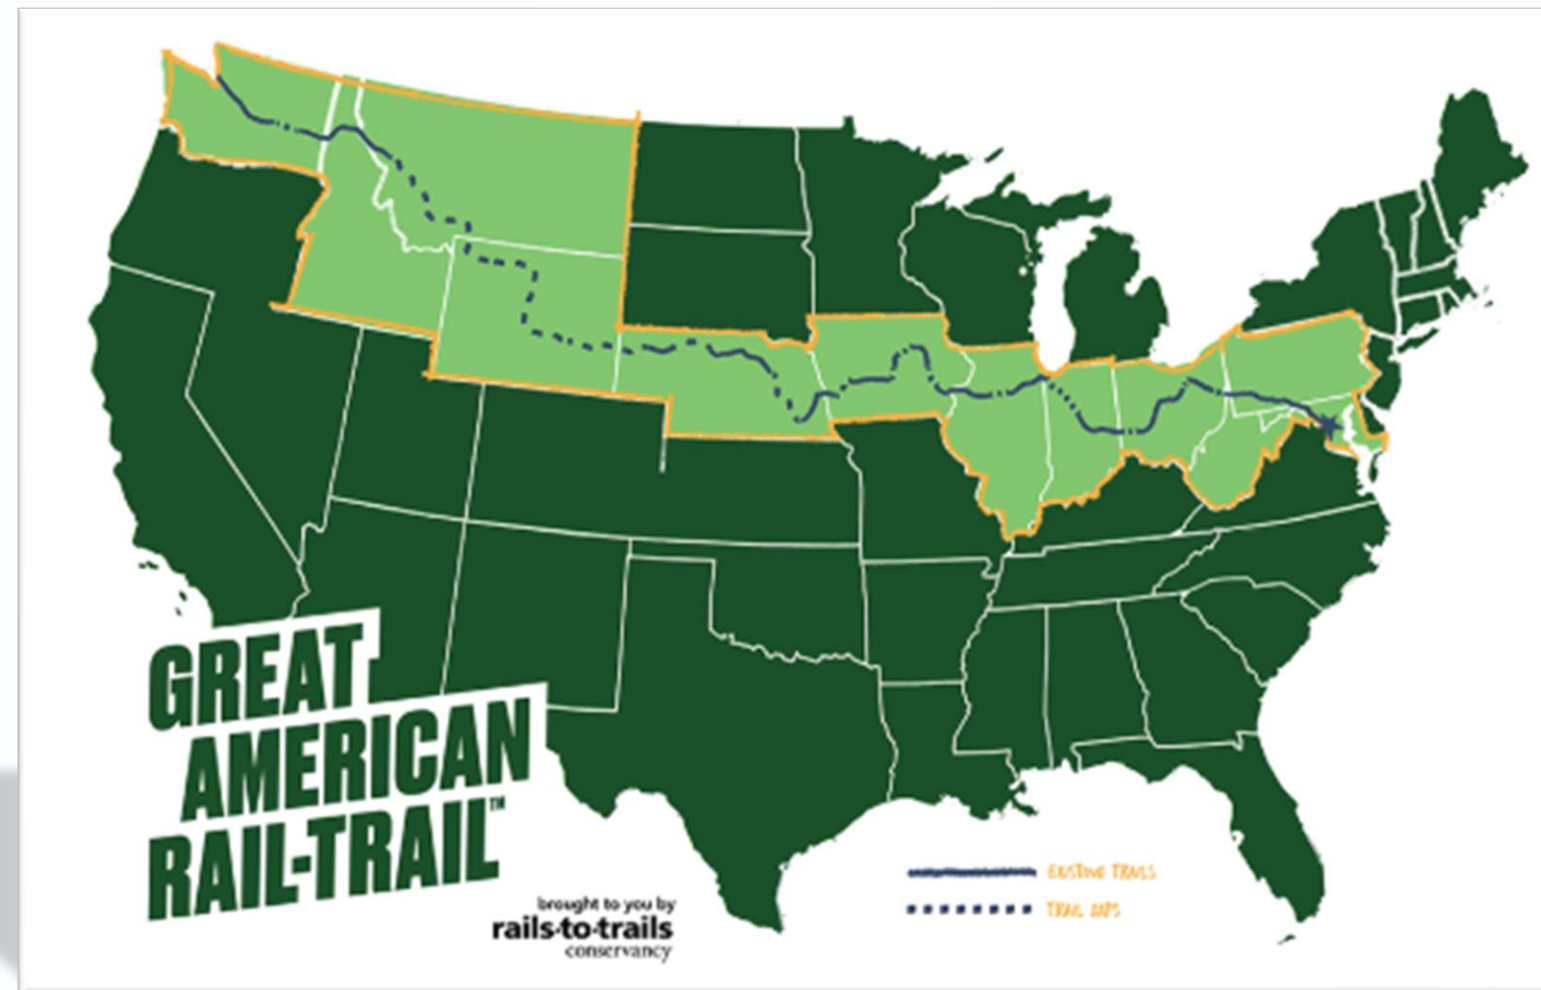 GREAT
AMERICAN
RAIL-TRAIL™
brought to you by
rails-to-trails
conservancy
EXISTING TRAILS
TRAIL GAPS